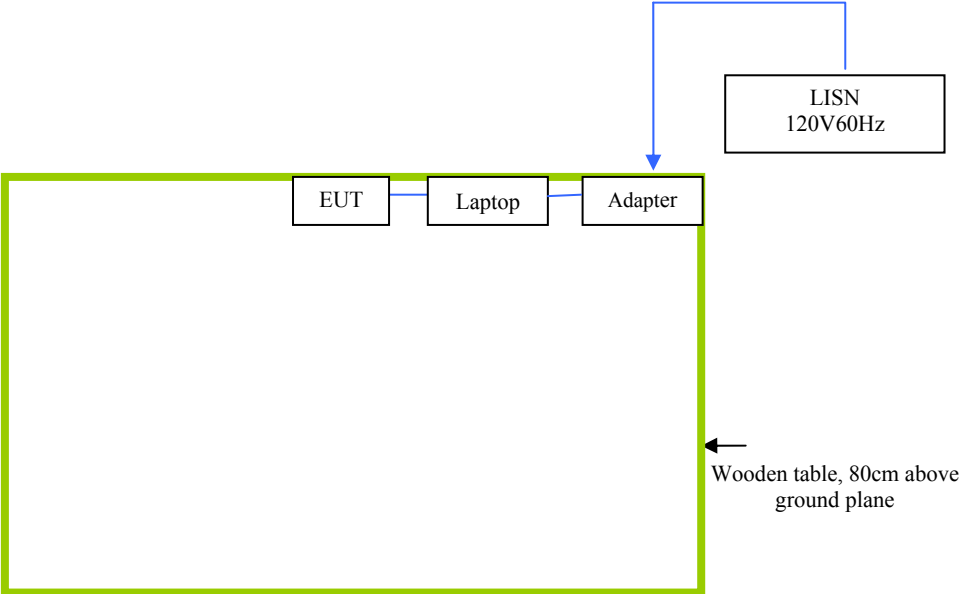 LISN
120V60Hz
EUT
Laptop
Adapter
Wooden table, 80cm above
ground plane